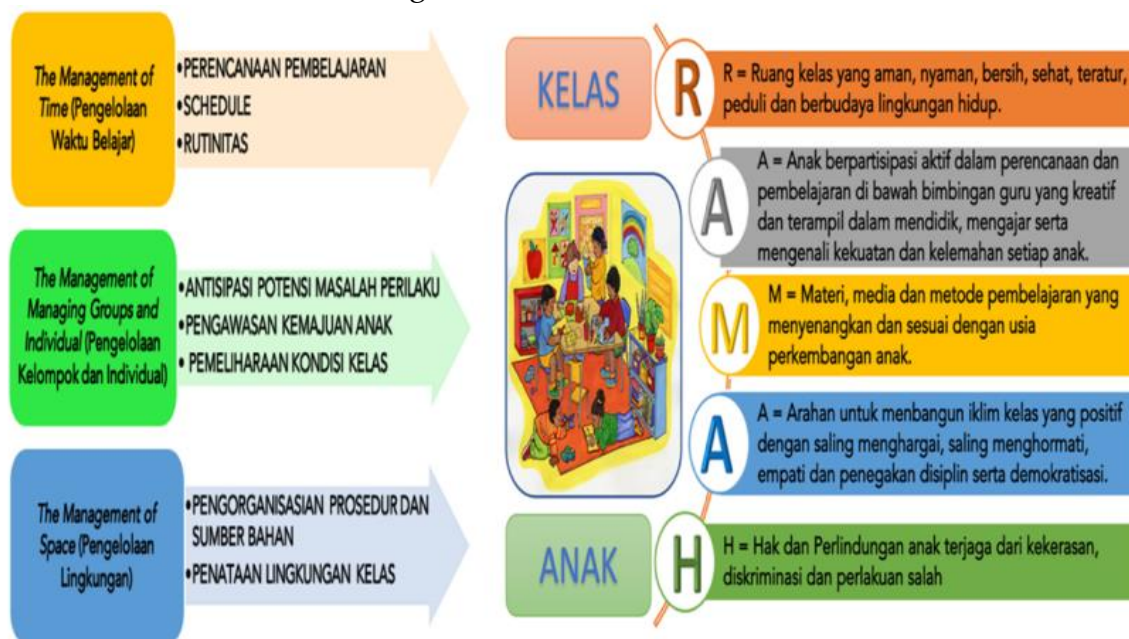 The Management of
Time (Pengelolaan
Waktu Belajar)
•PERENCANAAN PEMBELAJARAN
•SCHEDULE
•RUTINITAS
The Management of
Managing Groups and
Individual (Pengelolaan
Kelompok dan Individual)
•ANTISIPASI POTENSI MASALAH PERILAKU
•PENGAWASAN KEMAJUAN ANAK
• PEMELIHARAAN KONDISI KELAS
The Management of
Space (Pengelolaan
Lingkungan)
•PENGORGANISASIAN PROSEDUR DAN
SUMBER BAHAN
•PENATAAN LINGKUNGAN KELAS
KELAS
R
R = Ruang kelas yang aman, nyaman, bersih, sehat, teratur,
peduli dan berbudaya lingkungan hidup.
A
A = Anak berpartisipasi aktif dalam perencanaan dan
pembelajaran di bawah bimbingan guru yang kreatif
dan terampil dalam mendidik, mengajar serta
mengenali kekuatan dan kelemahan setiap anak.
M
M = Materi, media dan metode pembelajaran yang
menyenangkan dan sesuai dengan usia
perkembangan anak.
A
A = Arahan untuk menbangun iklim kelas yang positif
dengan saling menghargai, saling menghormati,
empati dan penegakan disiplin serta demokratisasi.
ANAK
H
H = Hak dan Perlindungan anak terjaga dari kekerasan,
diskriminasi dan perlakuan salah